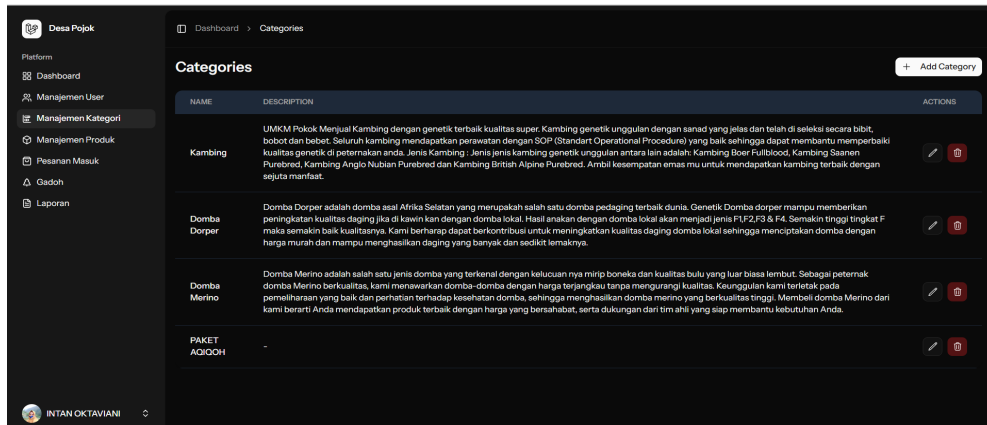 Desa Pojok
Dashboard > Categories
Platform
Dashboard
Manajemen User
Manajemen Kategori
Manajemen Produk
Pesanan Masuk
Gadoh
Laporan
Categories
+ Add Category
NAME DESCRIPTION ACTIONS
Kambing
UMKM Pokok Menjual Kambing dengan genetik terbaik kualitas super. Kambing genetik unggulan dengan sanad yang jelas dan telah di seleksi secara bibit,
bobot dan bebet. Seluruh kambing mendapatkan perawatan dengan SOP (Standart Operational Procedure) yang baik sehingga dapat membantu memperbaiki
kualitas genetik di peternakan anda. Jenis Kambing : Jenis jenis kambing genetik unggulan antara lain adalah: Kambing Boer Fullblood, Kambing Saanen
Purebred, Kambing Anglo Nubian Purebred dan Kambing British Alpine Purebred. Ambil kesempatan emas mu untuk mendapatkan kambing terbaik dengan
sejuta manfaat.
Domba
Dorper
Domba Dorper adalah domba asal Afrika Selatan yang merupakah salah satu domba pedaging terbaik dunia. Genetik Domba dorper mampu memberikan
peningkatan kualitas daging jika di kawin kan dengan domba lokal. Hasil anakan dengan domba lokal akan menjadi jenis F1,F2,F3 & F4. Semakin tinggi tingkat F
maka semakin baik kualitasnya. Kami berharap dapat berkontribusi untuk meningkatkan kualitas daging domba lokal sehingga menciptakan domba dengan
harga murah dan mampu menghasilkan daging yang banyak dan sedikit lemaknya.
Domba
Merino
Domba Merino adalah salah satu jenis domba yang terkenal dengan kelucuan nya mirip boneka dan kualitas bulu yang luar biasa lembut. Sebagai peternak
domba Merino berkualitas, kami menawarkan domba-domba dengan harga terjangkau tanpa mengurangi kualitas. Keunggulan kami terletak pada
pemeliharaan yang baik dan perhatian terhadap kesehatan domba, sehingga menghasilkan domba merino yang berkualitas tinggi. Membeli domba Merino dari
kami berarti Anda mendapatkan produk terbaik dengan harga yang bersahabat, serta dukungan dari tim ahli yang siap membantu kebutuhan Anda.
PAKET
AQIQOH
-
INTAN OKTAVIANI